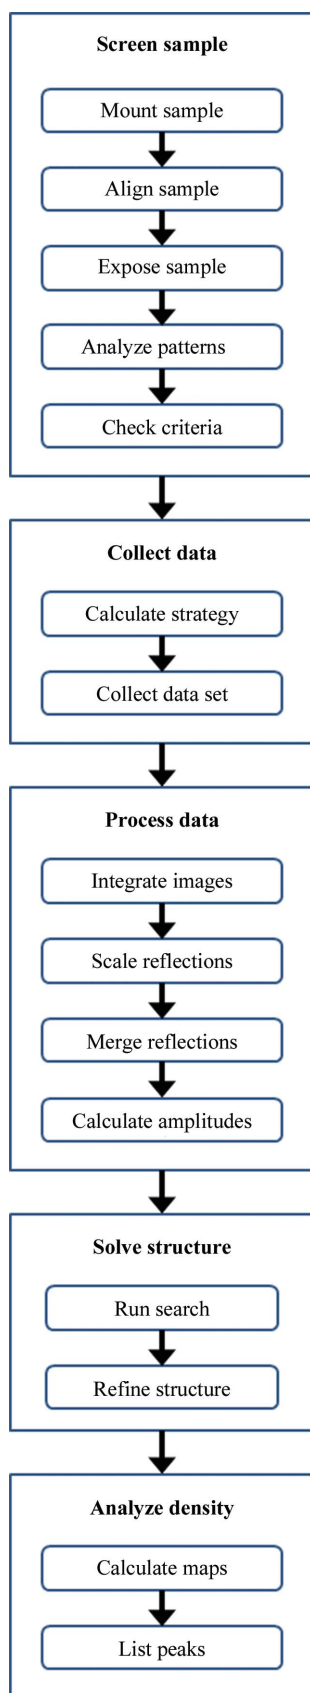 Screen sample
Mount sample
Align sample
Expose sample
Analyze patterns
Check criteria
Collect data
Calculate strategy
Collect data set
Process data
Integrate images
Scale reflections
Merge reflections
Calculate amplitudes
Solve structure
Run search
Refine structure
Analyze density
Calculate maps
List peaks